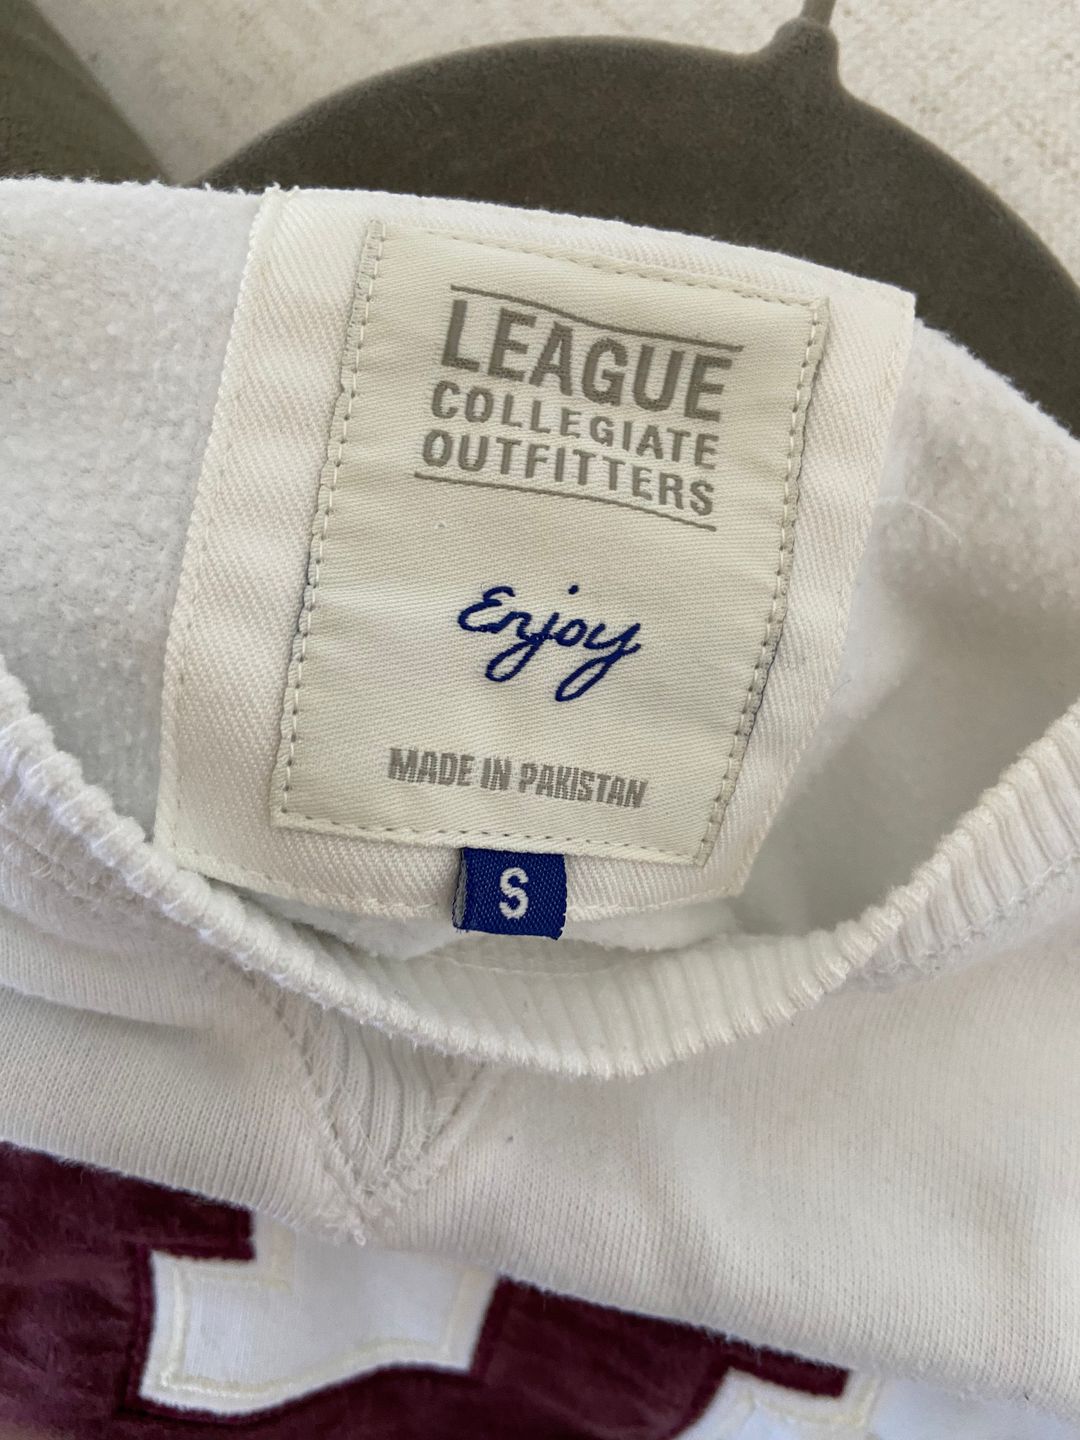 LEAGUE
COLLEGIATE
OUTFITTERS
Enjoy
MADE IN PAKISTAN
S